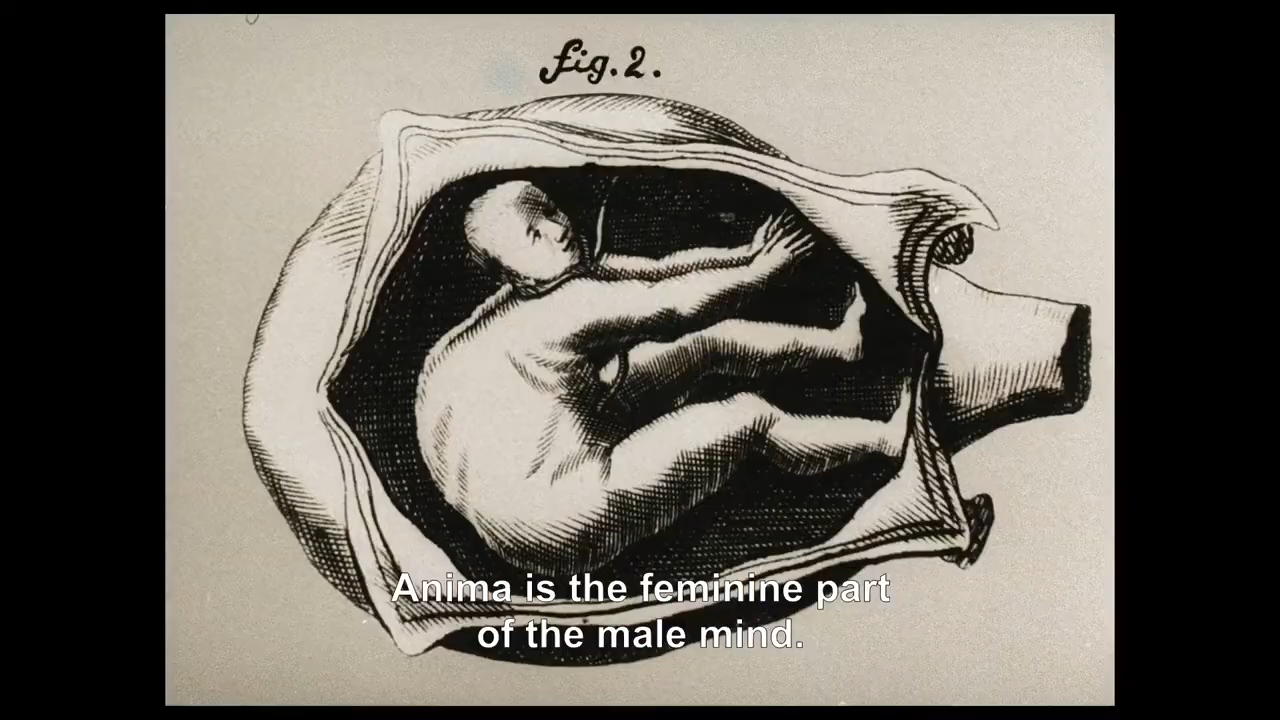 fig. 2.
Anima is the feminine part
of the male mind.